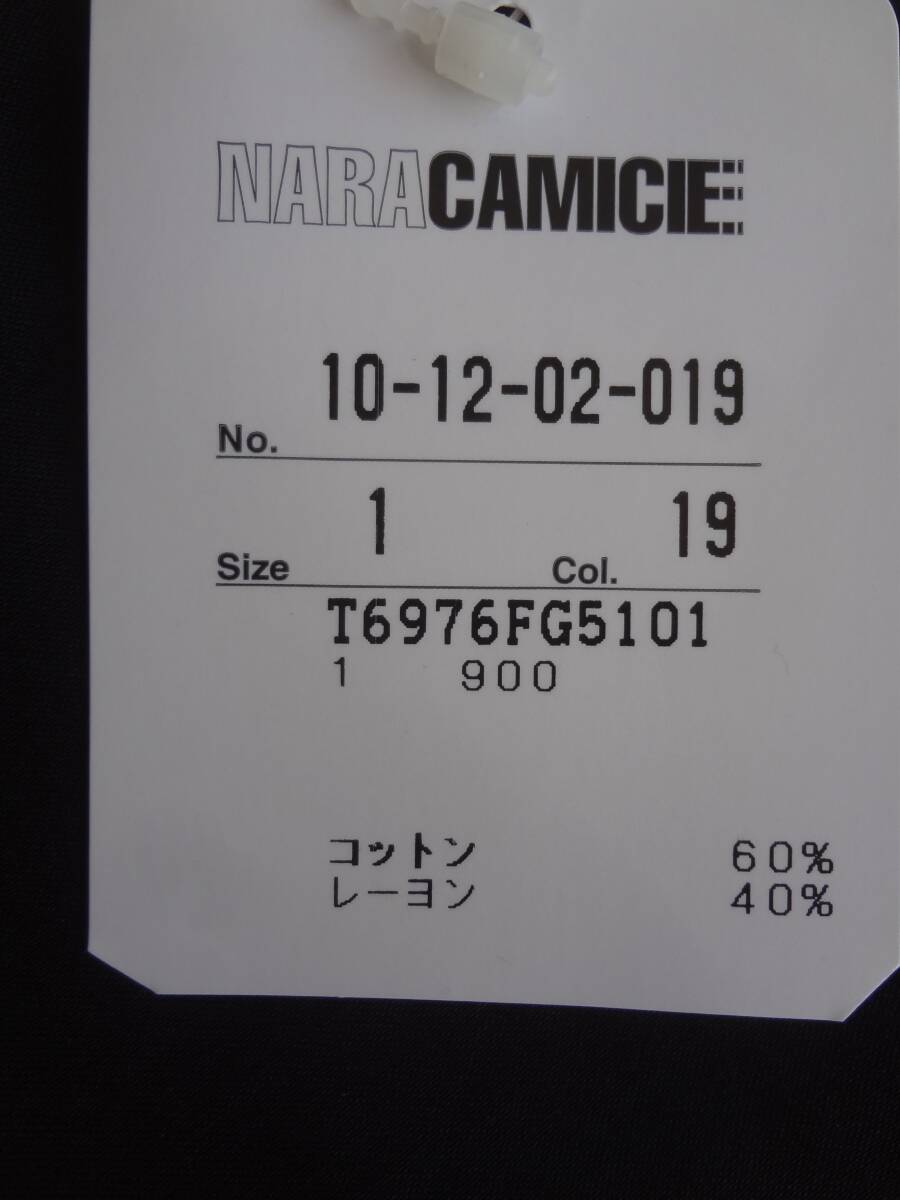 NARACAMICIE
No. 10-12-02-019
Size 1 Col. 19
T6976FG5101
1 900
コットン 60%
レーヨン 40%